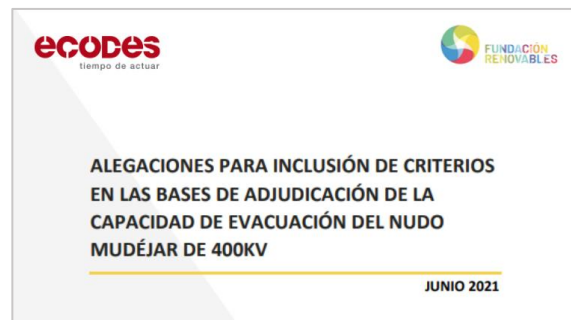 ecodes
tiempo de actuar
FUNDACIÓN
RENOVABLES
ALEGACIONES PARA INCLUSIÓN DE CRITERIOS
EN LAS BASES DE ADJUDICACIÓN DE LA
CAPACIDAD DE EVACUACIÓN DEL NUDO
MUDÉJAR DE 400KV
JUNIO 2021